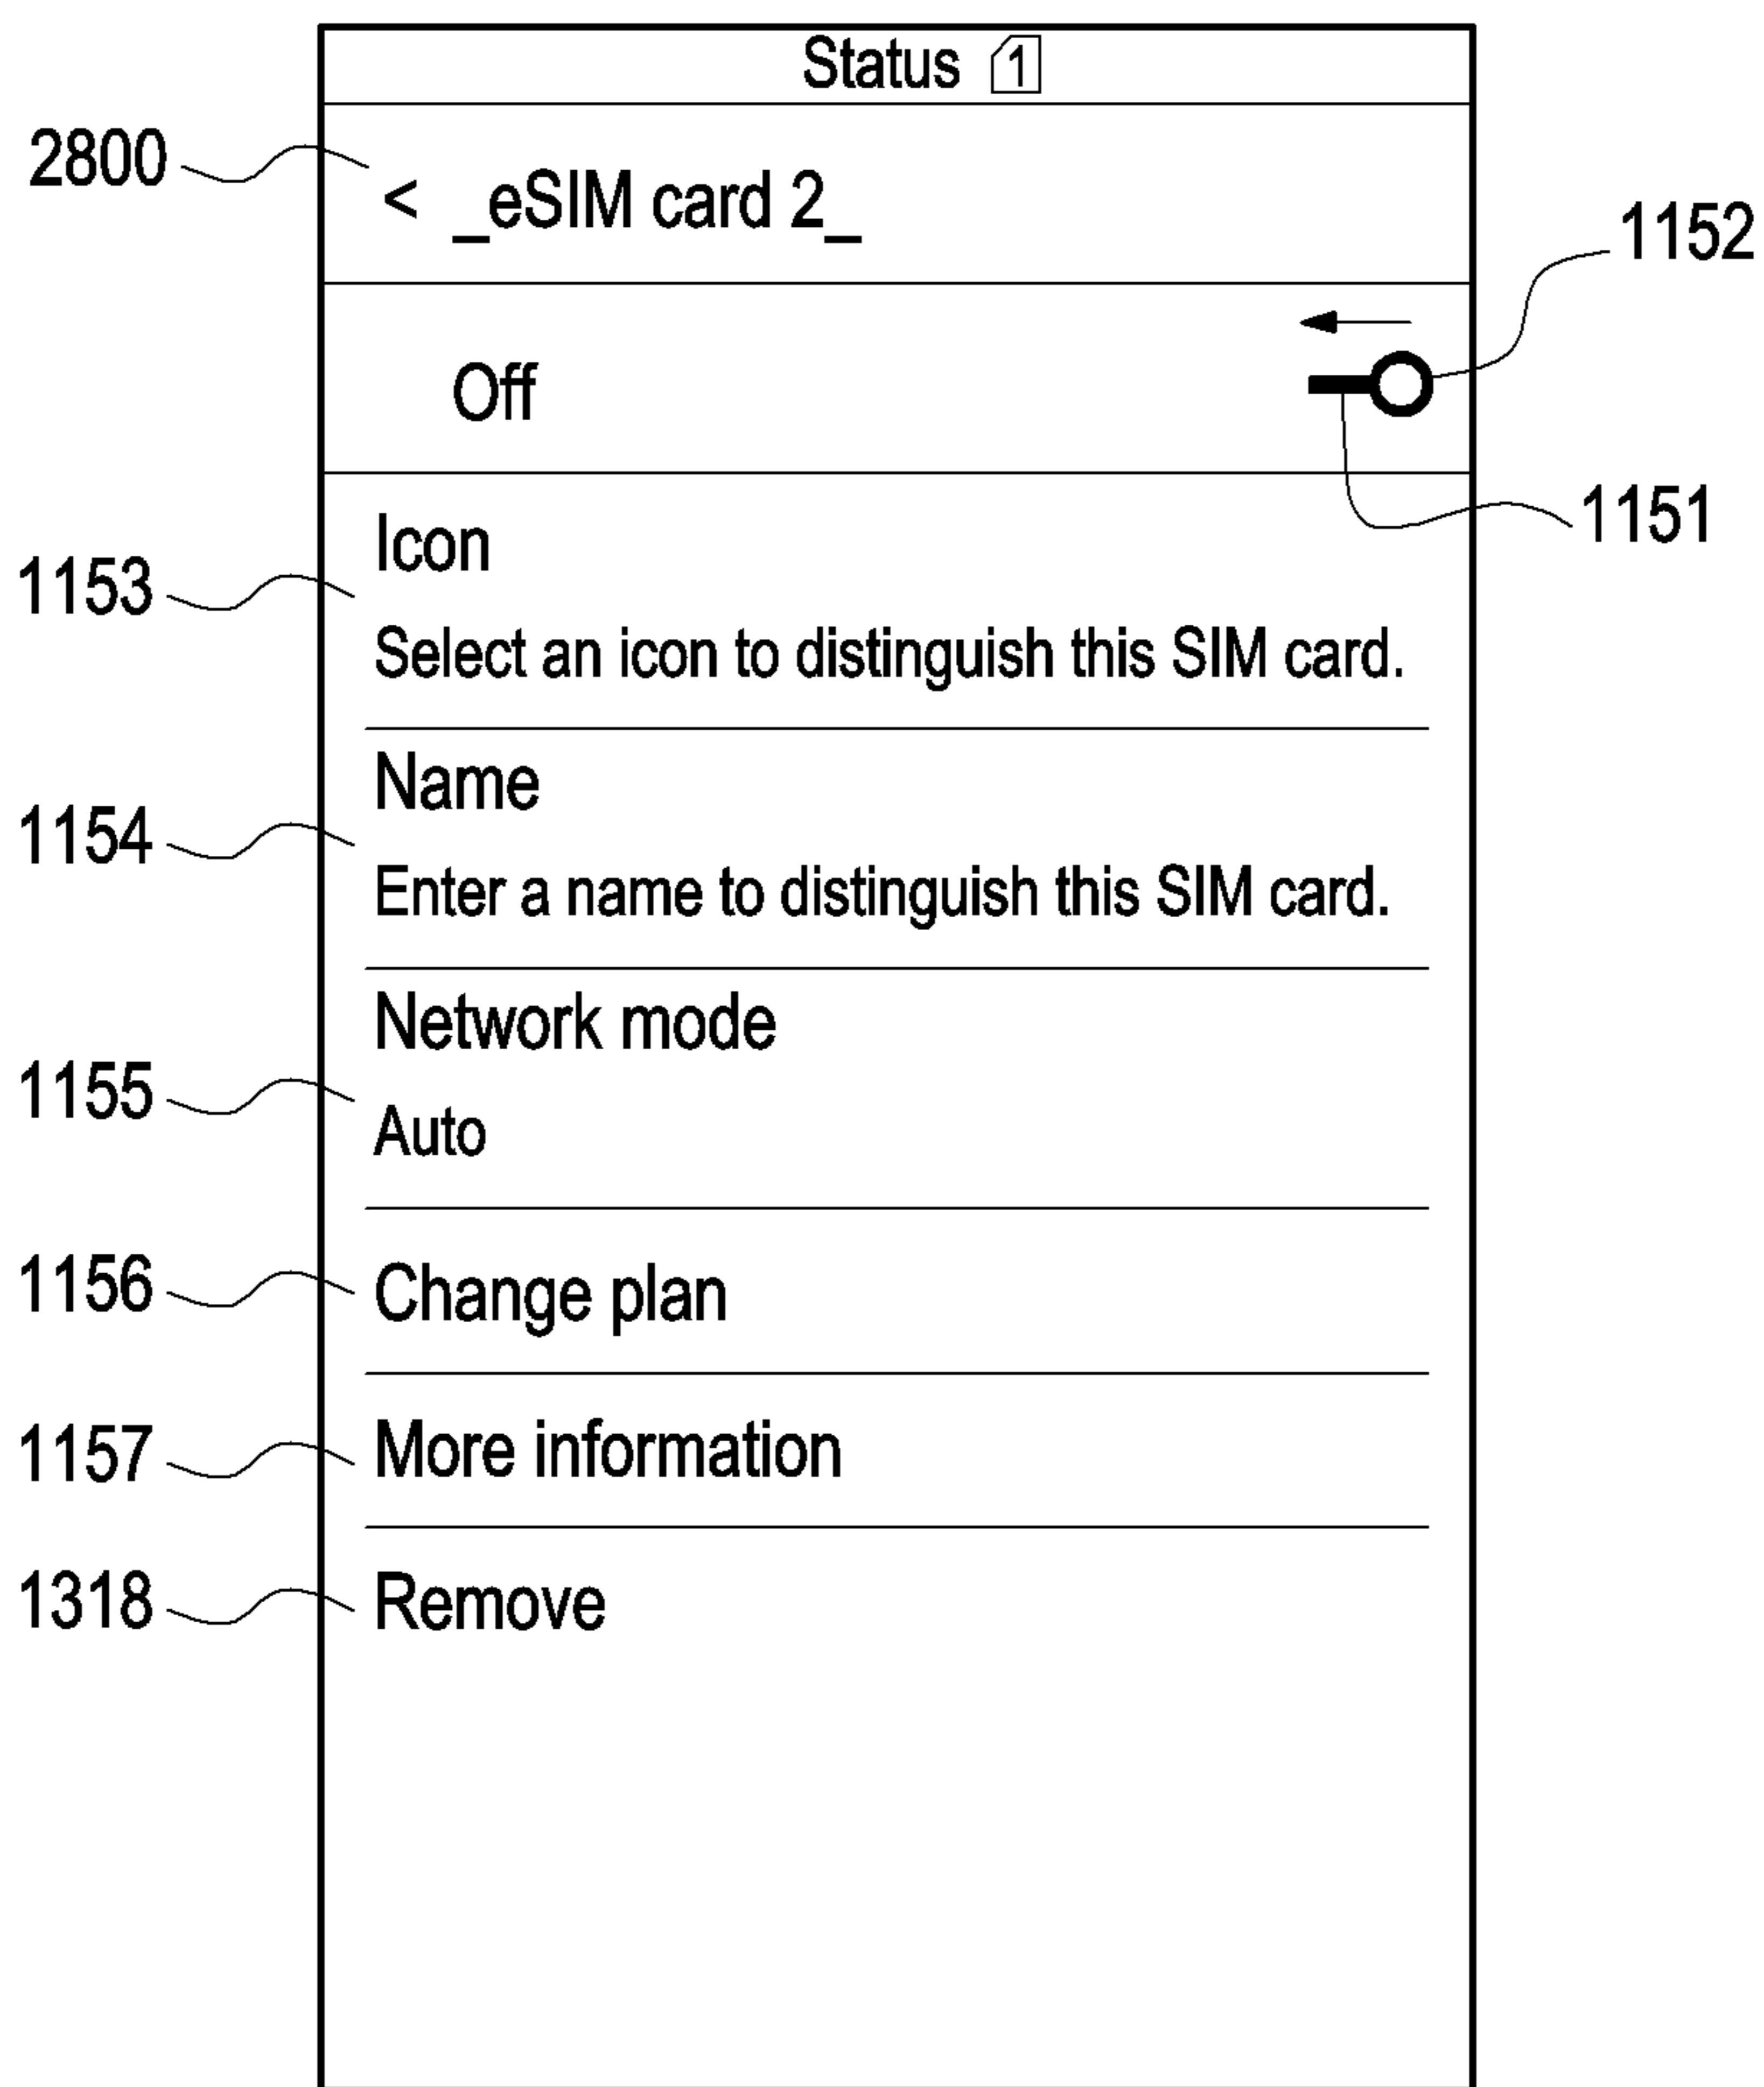 Status 1
2800
< _eSIM card 2_
1152
Off
1151
Icon
1153
Select an icon to distinguish this SIM card.
Name
1154
Enter a name to distinguish this SIM card.
Network mode
1155
Auto
1156
Change plan
1157
More information
1318
Remove